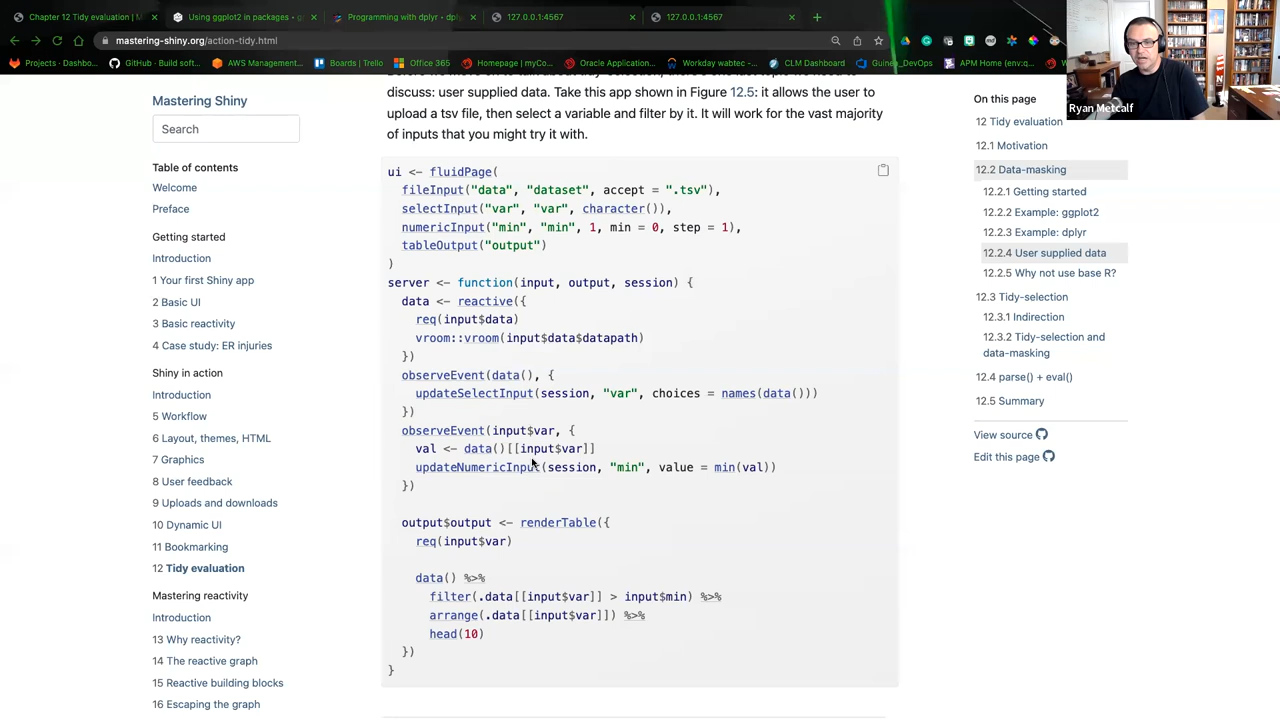 Chapter 12 Tidy evaluation | M
Using ggplot2 in packages • g
Programming with dplyr • dpl
127.0.0.1:4567
127.0.0.1:4567
mastering-shiny.org/action-tidy.html
Projects - Dashbo...
GitHub - Build soft...
AWS Management...
Boards | Trello
Office 365
Home | myCo...
Oracle Application...
Workday wabtec -...
CLM Dashboard
Guinea_DevOps
APM Home (env:q...
Ryan Metcalf
Mastering Shiny
Search
Table of contents
Welcome
Preface
Getting started
Introduction
1 Your first Shiny app
2 Basic UI
3 Basic reactivity
4 Case study: ER injuries
Shiny in action
Introduction
5 Workflow
6 Layout, themes, HTML
7 Graphics
8 User feedback
9 Uploads and downloads
10 Dynamic UI
11 Bookmarking
12 Tidy evaluation
Mastering reactivity
Introduction
13 Why reactivity?
14 The reactive graph
15 Reactive building blocks
16 Escaping the graph
discuss: user supplied data. Take this app shown in Figure 12.5: it allows the user to
upload a tsv file, then select a variable and filter by it. It will work for the vast majority
of inputs that you might try it with.
ui <- fluidPage(
  fileInput("data", "dataset", accept = ".tsv"),
  selectInput("var", "var", character()),
  numericInput("min", "min", 1, min = 0, step = 1),
  tableOutput("output")
)
server <- function(input, output, session) {
  data <- reactive({
    req(input$data)
    vroom::vroom(input$data$datapath)
  })
  observeEvent(data(), {
    updateSelectInput(session, "var", choices = names(data()))
  })
  observeEvent(input$var, {
    val <- data()[[input$var]]
    updateNumericInput(session, "min", value = min(val))
  })
  output$output <- renderTable({
    req(input$var)
    data() %>%
      filter(.data[[input$var]] > input$min) %>%
      arrange(.data[[input$var]]) %>%
      head(10)
  })
}
On this page
12 Tidy evaluation
12.1 Motivation
12.2 Data-masking
12.2.1 Getting started
12.2.2 Example: ggplot2
12.2.3 Example: dplyr
12.2.4 User supplied data
12.2.5 Why not use base R?
12.3 Tidy-selection
12.3.1 Indirection
12.3.2 Tidy-selection and
data-masking
12.4 parse() + eval()
12.5 Summary
View source
Edit this page